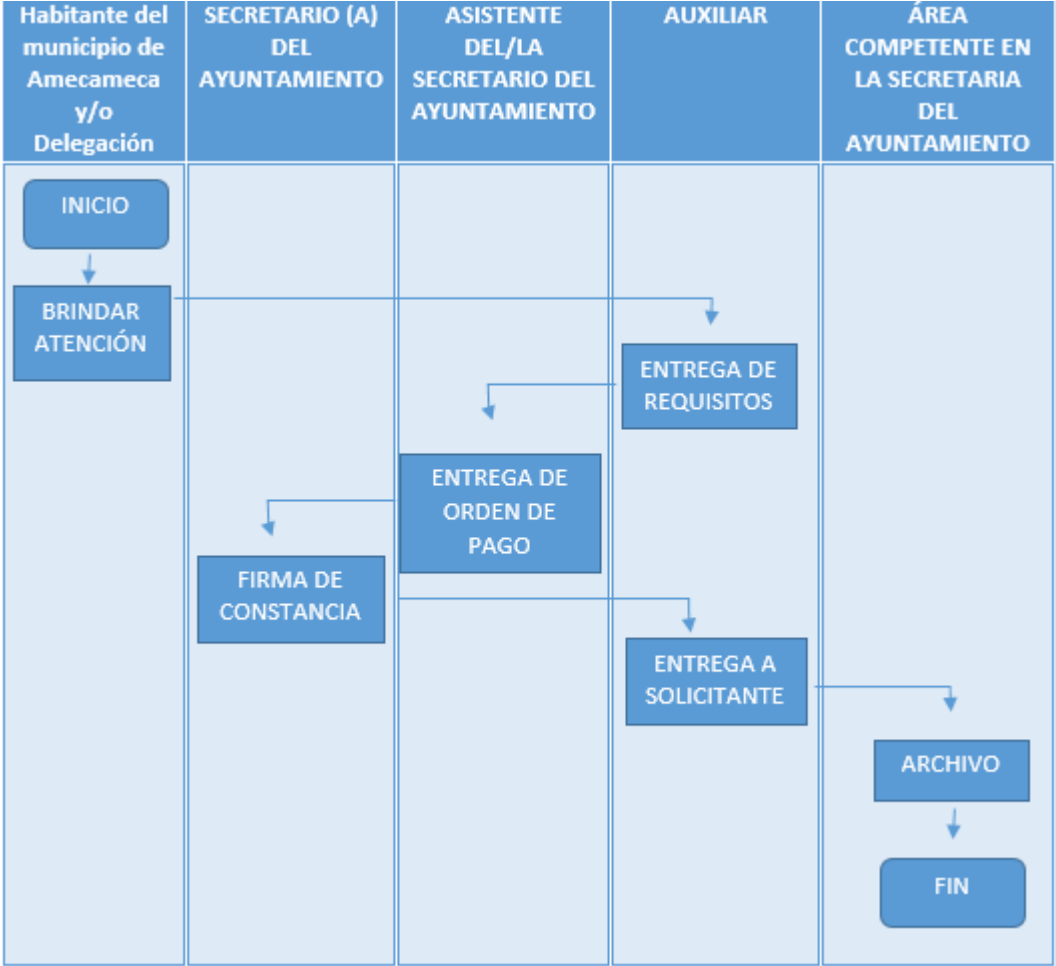 Habitante del
municipio de
Amecameca
y/o
Delegación
SECRETARIO (A)
DEL
AYUNTAMIENTO
ASISTENTE
DEL/LA
SECRETARIO DEL
AYUNTAMIENTO
AUXILIAR
ÁREA
COMPETENTE EN
LA SECRETARIA
DEL
AYUNTAMIENTO
INICIO
BRINDAR
ATENCIÓN
ENTREGA DE
REQUISITOS
ENTREGA DE
ORDEN DE
PAGO
FIRMA DE
CONSTANCIA
ENTREGA A
SOLICITANTE
ARCHIVO
FIN